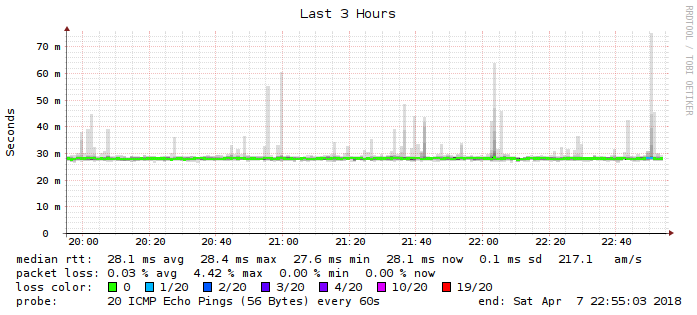 Last 3 Hours
RRDTOOL / TOBI OETIKER
Seconds
70 m
60 m
50 m
40 m
30 m
20 m
10 m
0
20:00 20:20 20:40 21:00 21:20 21:40 22:00 22:20 22:40
median rtt: 28.1 ms avg 28.4 ms max 27.6 ms min 28.1 ms now 0.1 ms sd 217.1 am/s
packet loss: 0.03 % avg 4.42 % max 0.00 % min 0.00 % now
loss color: 0 1/20 2/20 3/20 4/20 10/20 19/20
probe: 20 ICMP Echo Pings (56 Bytes) every 60s end: Sat Apr 7 22:55:03 2018